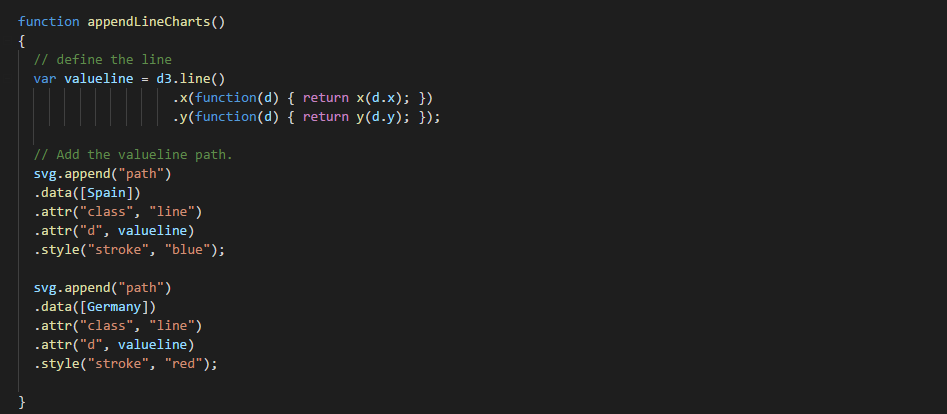 function appendLineCharts()
{
// define the line
var valueline = d3.line()
.x(function(d) { return x(d.x); })
.y(function(d) { return y(d.y); });
// Add the valueline path.
svg.append("path")
.data([Spain])
.attr("class", "line")
.attr("d", valueline)
.style("stroke", "blue");
svg.append("path")
.data([Germany])
.attr("class", "line")
.attr("d", valueline)
.style("stroke", "red");
}